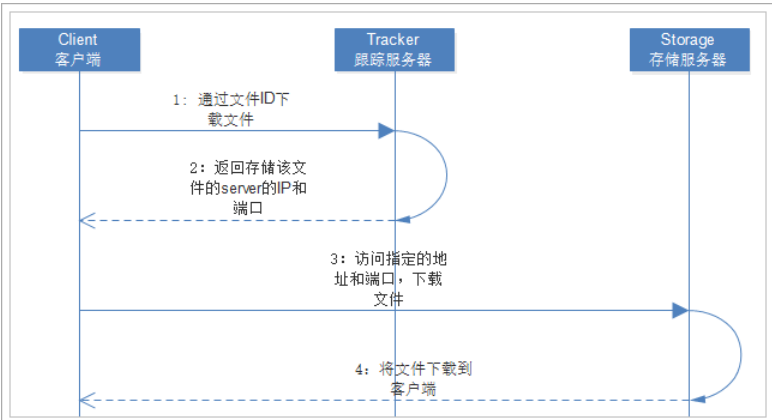 Client
客户端
Tracker
跟踪服务器
Storage
存储服务器
1: 通过文件ID下
载文件
2：返回存储该文
件的server的IP和
端口
3：访问指定的地
址和端口，下载
文件
4：将文件下载到
客户端